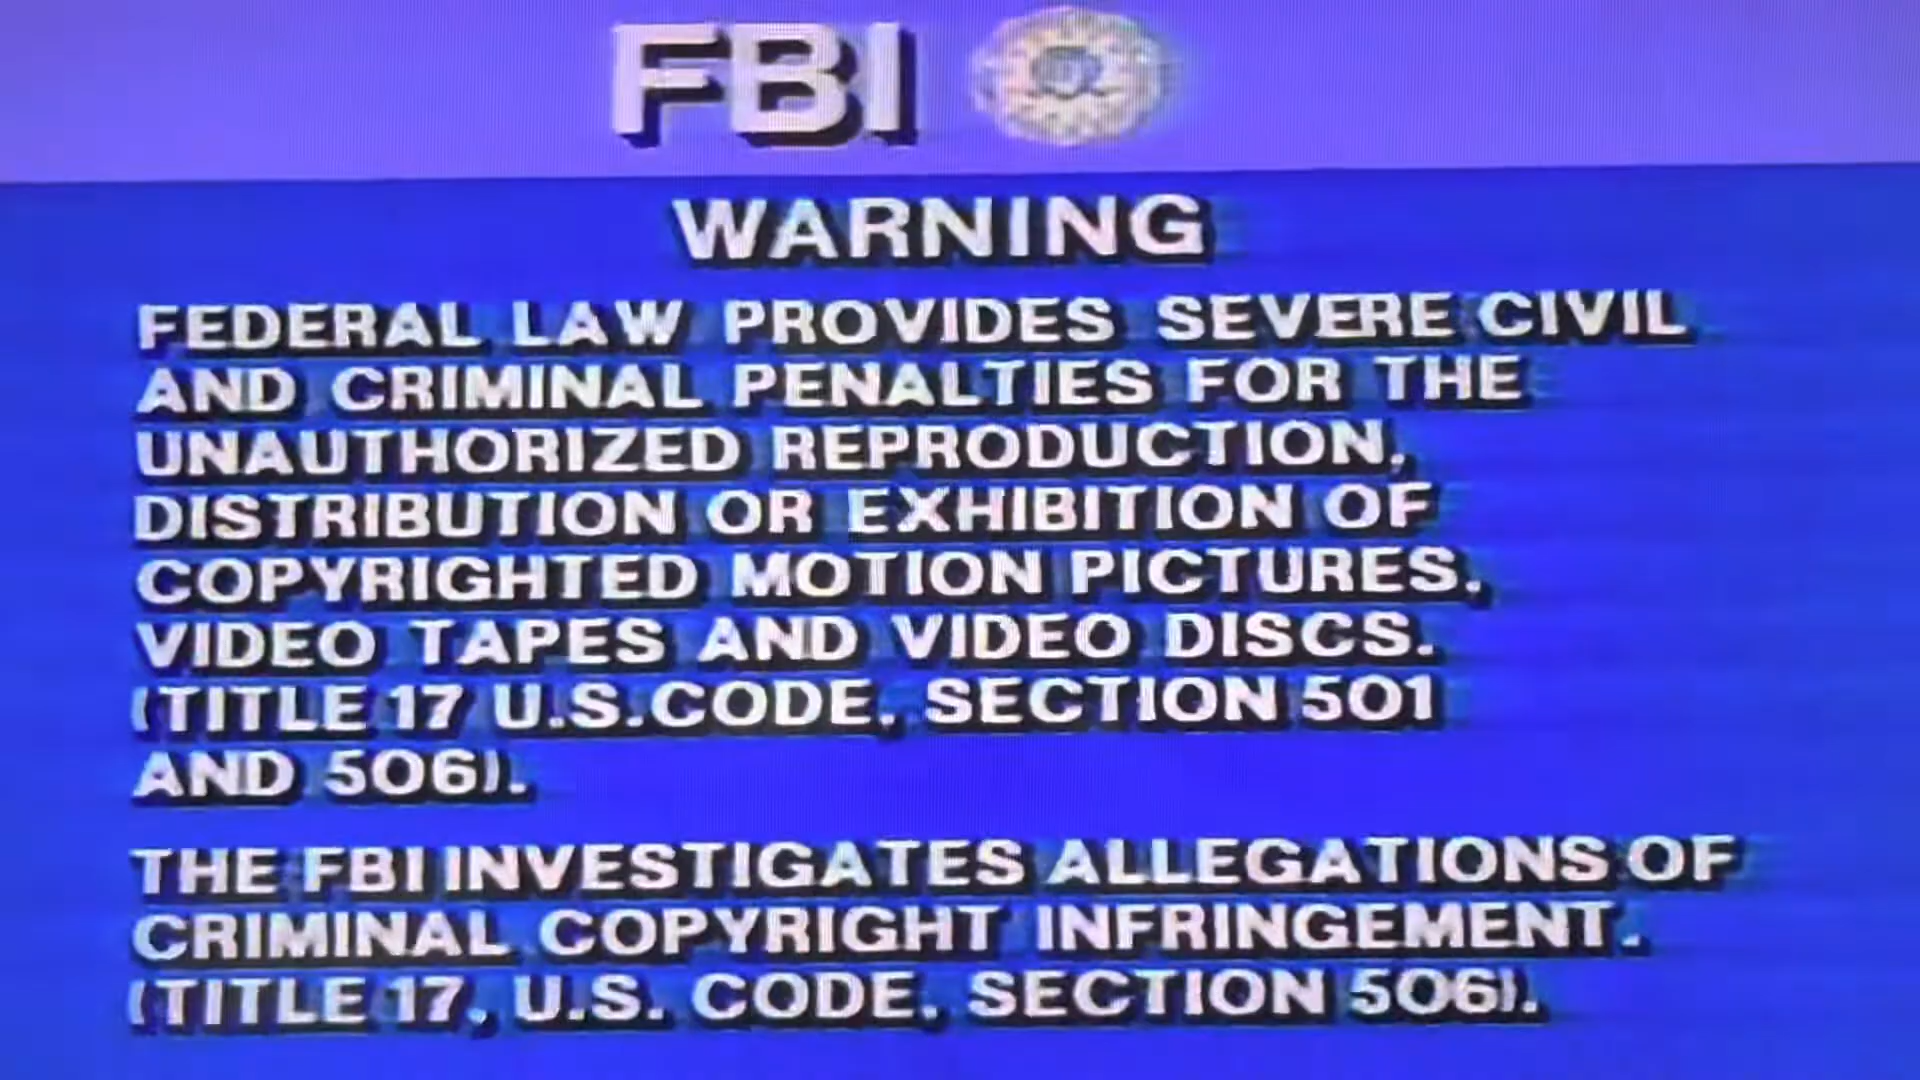 FBI
WARNING
FEDERAL LAW PROVIDES SEVERE CIVIL
AND CRIMINAL PENALTIES FOR THE
UNAUTHORIZED REPRODUCTION,
DISTRIBUTION OR EXHIBITION OF
COPYRIGHTED MOTION PICTURES,
VIDEO TAPES AND VIDEO DISCS.
(TITLE 17 U.S.CODE, SECTION 501
AND 506).
THE FBI INVESTIGATES ALLEGATIONS OF
CRIMINAL COPYRIGHT INFRINGEMENT.
(TITLE 17, U.S. CODE, SECTION 506).